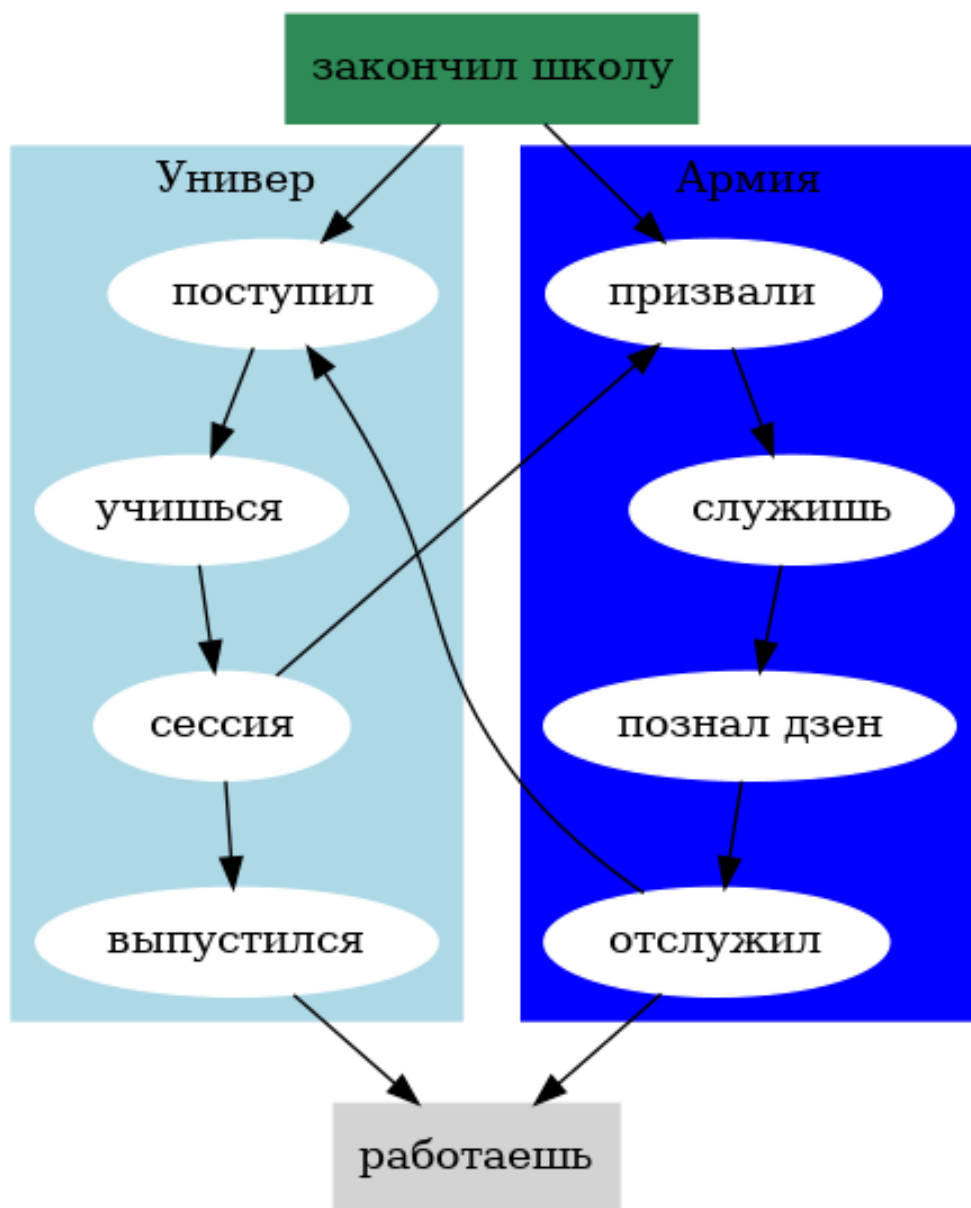 закончил школу
Универ
Армия
поступил
призвали
учишься
служишь
сессия
познал дзен
выпустился
отслужил
работаешь